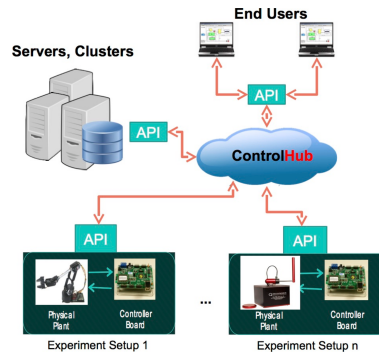 End Users
Servers, Clusters
API
API
ControlHub
API
API
Physical
Plant
Controller
Board
...
Physical
Plant
Controller
Board
Experiment Setup 1
Experiment Setup n